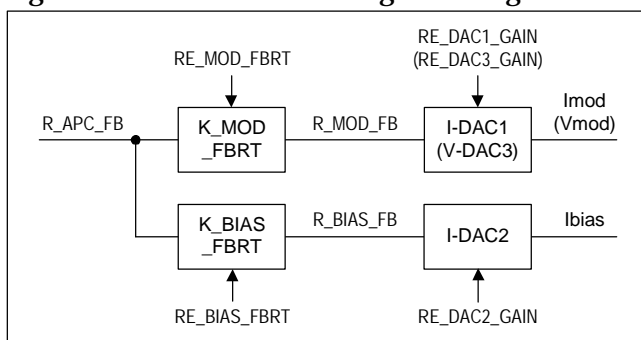 RE_DAC1_GAIN
(RE_DAC3_GAIN)
RE_MOD_FBRT
Imod
(Vmod)
R_APC_FB
K_MOD
_FBRT
R_MOD_FB
I-DAC1
(V-DAC3)
K_BIAS
_FBRT
R_BIAS_FB
I-DAC2
Ibias
RE_BIAS_FBRT
RE_DAC2_GAIN